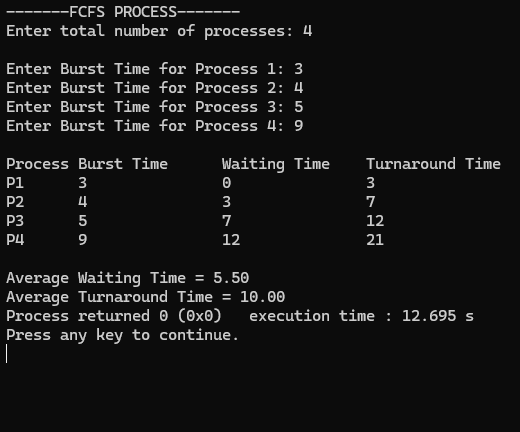 -------FCFS PROCESS-------
Enter total number of processes: 4
Enter Burst Time for Process 1: 3
Enter Burst Time for Process 2: 4
Enter Burst Time for Process 3: 5
Enter Burst Time for Process 4: 9
Process Burst Time      Waiting Time    Turnaround Time
P1      3               0               3
P2      4               3               7
P3      5               7               12
P4      9               12              21
Average Waiting Time = 5.50
Average Turnaround Time = 10.00
Process returned 0 (0x0)   execution time : 12.695 s
Press any key to continue.